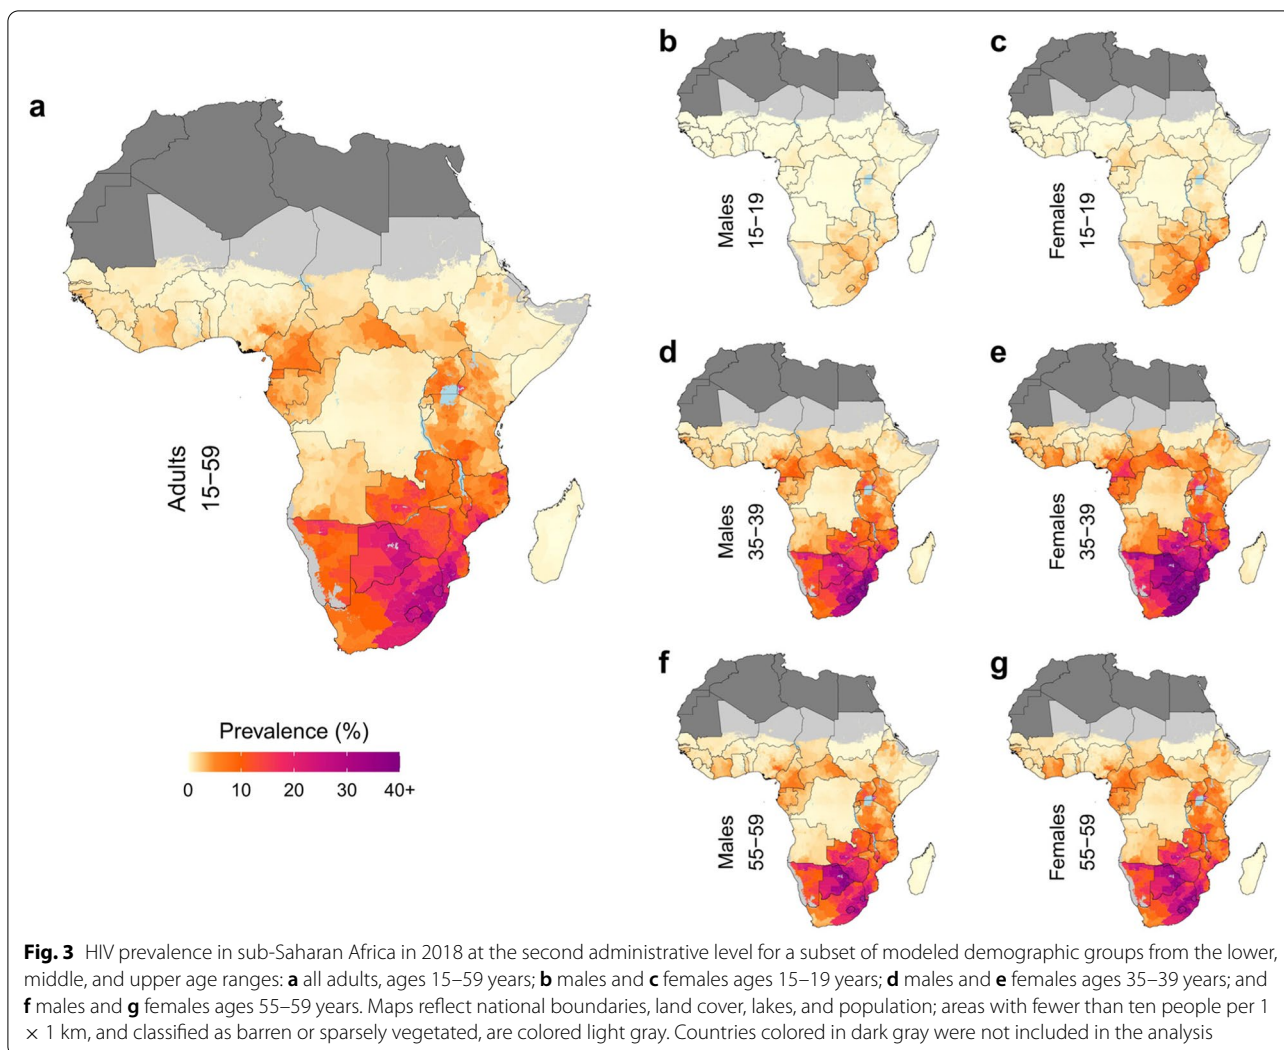 a
Adults
15–59
Prevalence (%)
0 10 20 30 40+
b
Males
15–19
c
Females
15–19
d
Males
35–39
e
Females
35–39
f
Males
55–59
g
Females
55–59
Fig. 3 HIV prevalence in sub-Saharan Africa in 2018 at the second administrative level for a subset of modeled demographic groups from the lower,
middle, and upper age ranges: a all adults, ages 15–59 years; b males and c females ages 15–19 years; d males and e females ages 35–39 years; and
f males and g females ages 55–59 years. Maps reflect national boundaries, land cover, lakes, and population; areas with fewer than ten people per 1
× 1 km, and classified as barren or sparsely vegetated, are colored light gray. Countries colored in dark gray were not included in the analysis